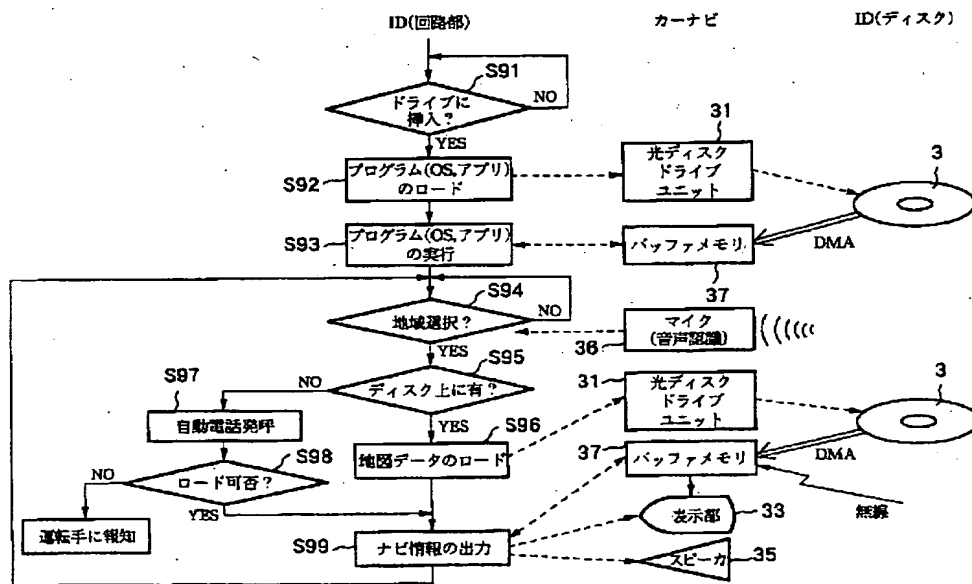 ID(回路部)
カーナビ
ID(ディスク)
S91
ドライブに
挿入?
NO
YES
31
光ディスク
ドライブ
ユニット
3
S92
プログラム(OS,アプリ)
のロード
S93
プログラム(OS,アプリ)
の実行
バッファメモリ
DMA
37
S94
地域選択?
NO
YES
マイク
(音声認識)
36
S95
ディスク上に有?
NO
YES
31
光ディスク
ドライブ
ユニット
3
S97
自動電話発呼
S96
地図データのロード
37
バッファメモリ
DMA
S98
ロード可否?
NO
YES
無線
運転手に報知
表示部
33
S99
ナビ情報の出力
スピーカ
35